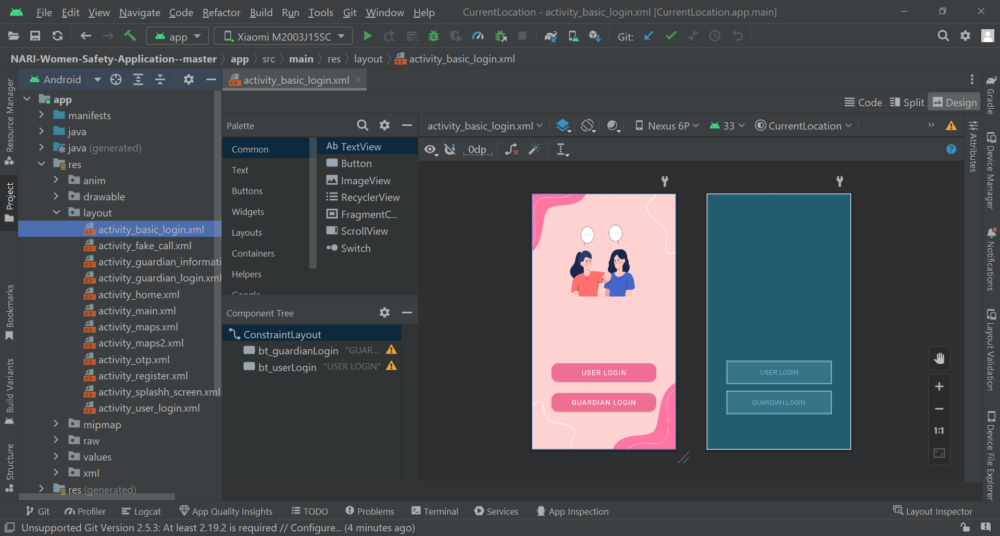 File Edit View Navigate Code Refactor Build Run Tools Git Window Help CurrentLocation - activity_basic_login.xml [CurrentLocation.app.main]
app Xiaomi M2003J15SC Git:
NARI-Women-Safety-Application--master app src main res layout activity_basic_login.xml
Android activity_basic_login.xml
Code Split Design
Resource Manager
Project
Bookmarks
Build Variants
Structure
app
manifests
java
java (generated)
res
anim
drawable
layout
activity_basic_login.xml
activity_fake_call.xml
activity_guardian_informati
activity_guardian_login.xml
activity_home.xml
activity_main.xml
activity_maps.xml
activity_maps2.xml
activity_otp.xml
activity_register.xml
activity_splashh_screen.xml
activity_user_login.xml
mipmap
raw
values
xml
res (generated)
Palette
Common
Text
Buttons
Widgets
Layouts
Containers
Helpers
Google
Ab TextView
Button
ImageView
RecyclerView
FragmentC...
ScrollView
Switch
Component Tree
ConstraintLayout
bt_guardianLogin "GUAR...
bt_userLogin "USER LOGIN"
activity_basic_login.xml Nexus 6P 33 CurrentLocation
0dp
USER LOGIN
GUARDIAN LOGIN
USER LOGIN
GUARDIAN LOGIN
1:1
Attributes
Gradle
Device Manager
Notifications
Layout Validation
Device File Explorer
Git Profiler Logcat App Quality Insights TODO Problems Terminal Services App Inspection Layout Inspector
Unsupported Git Version 2.5.3: At least 2.19.2 is required // Configure... (4 minutes ago)